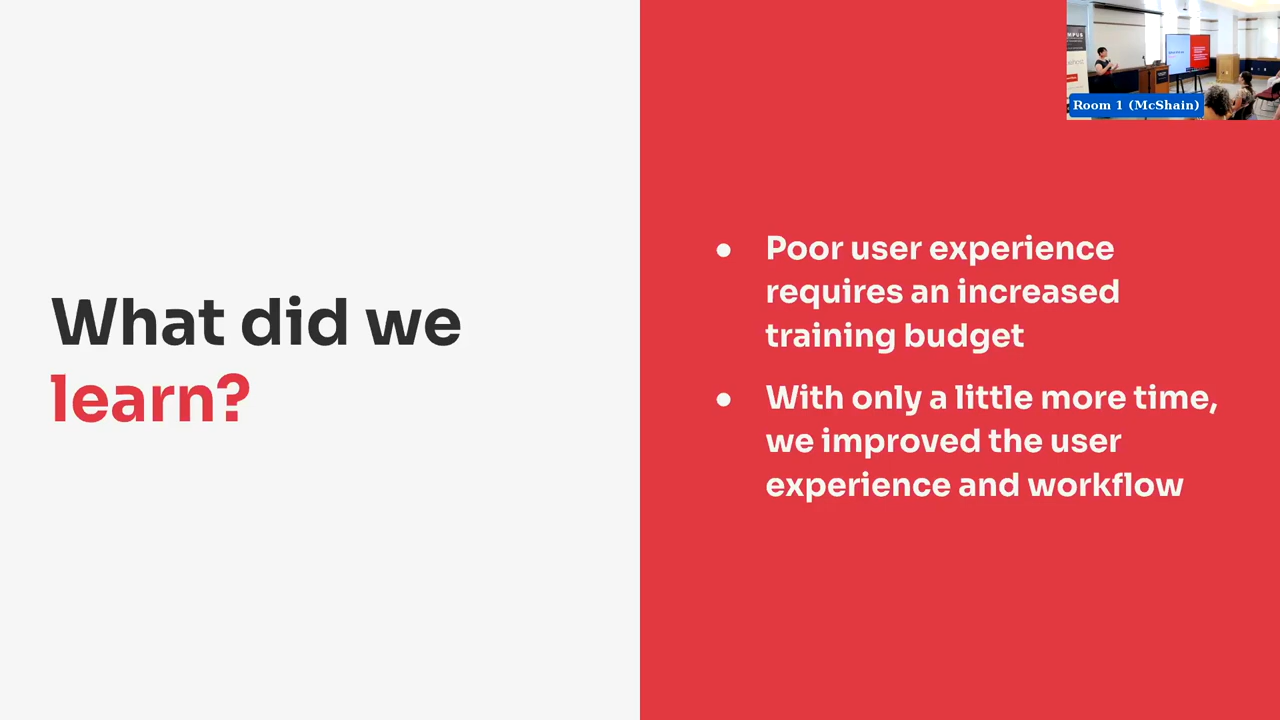 What did we
learn?
● Poor user experience
requires an increased
training budget
● With only a little more time,
we improved the user
experience and workflow
Room 1 (McShain)